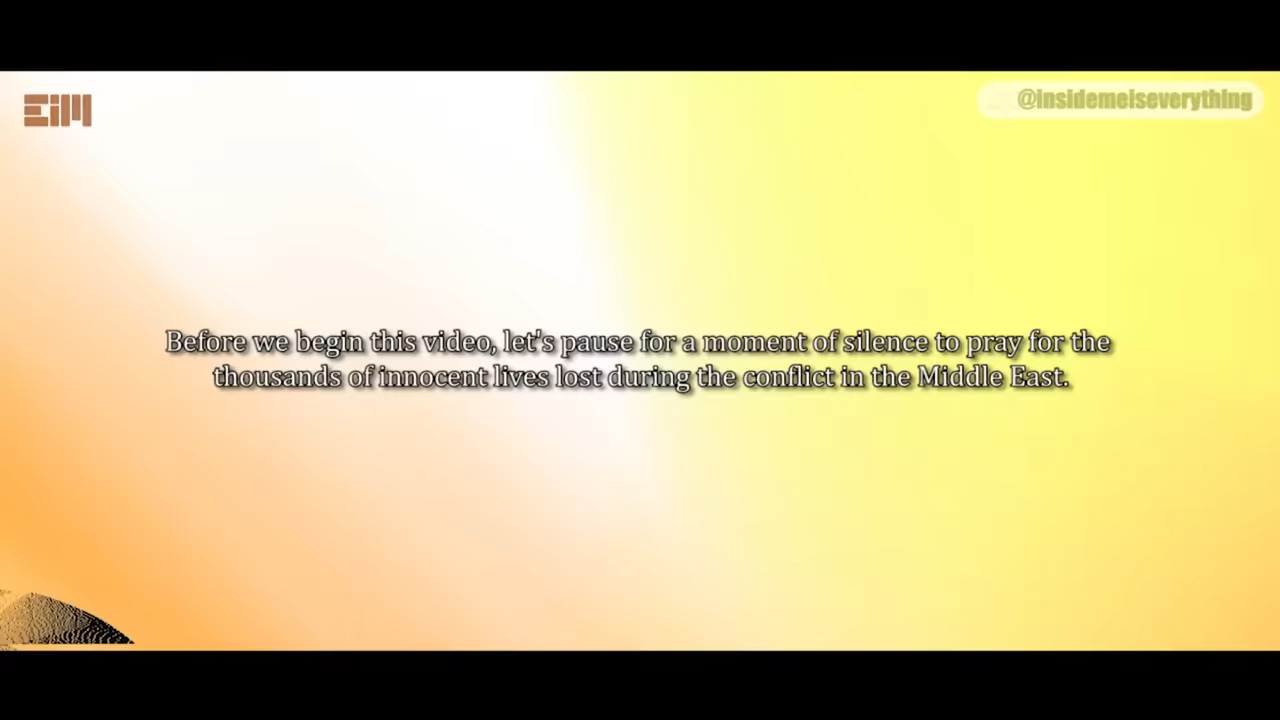 EiM
@insidemeiseverything
Before we begin this video, let's pause for a moment of silence to pray for the
thousands of innocent lives lost during the conflict in the Middle East.